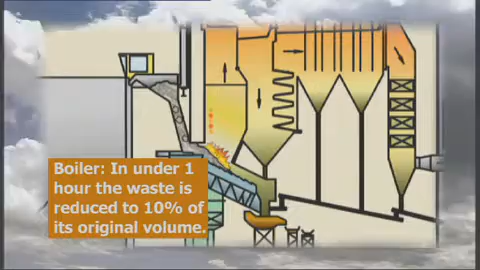 Boiler: In under 1
hour the waste is
reduced to 10% of
its original volume.